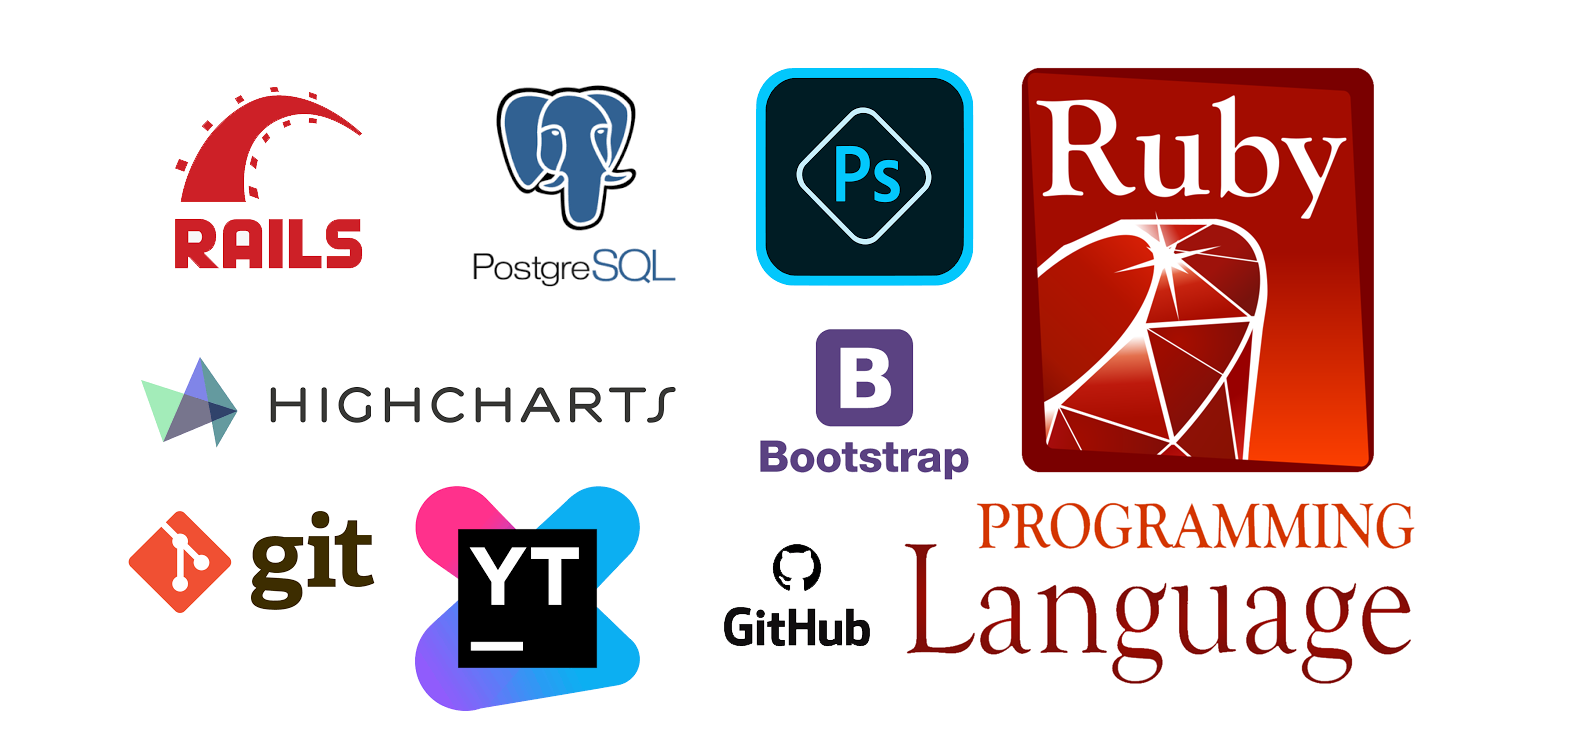 RAILS
PostgreSQL
Ps
Ruby
HIGHCHARTS
B
Bootstrap
git
YT
GitHub
PROGRAMMING
Language